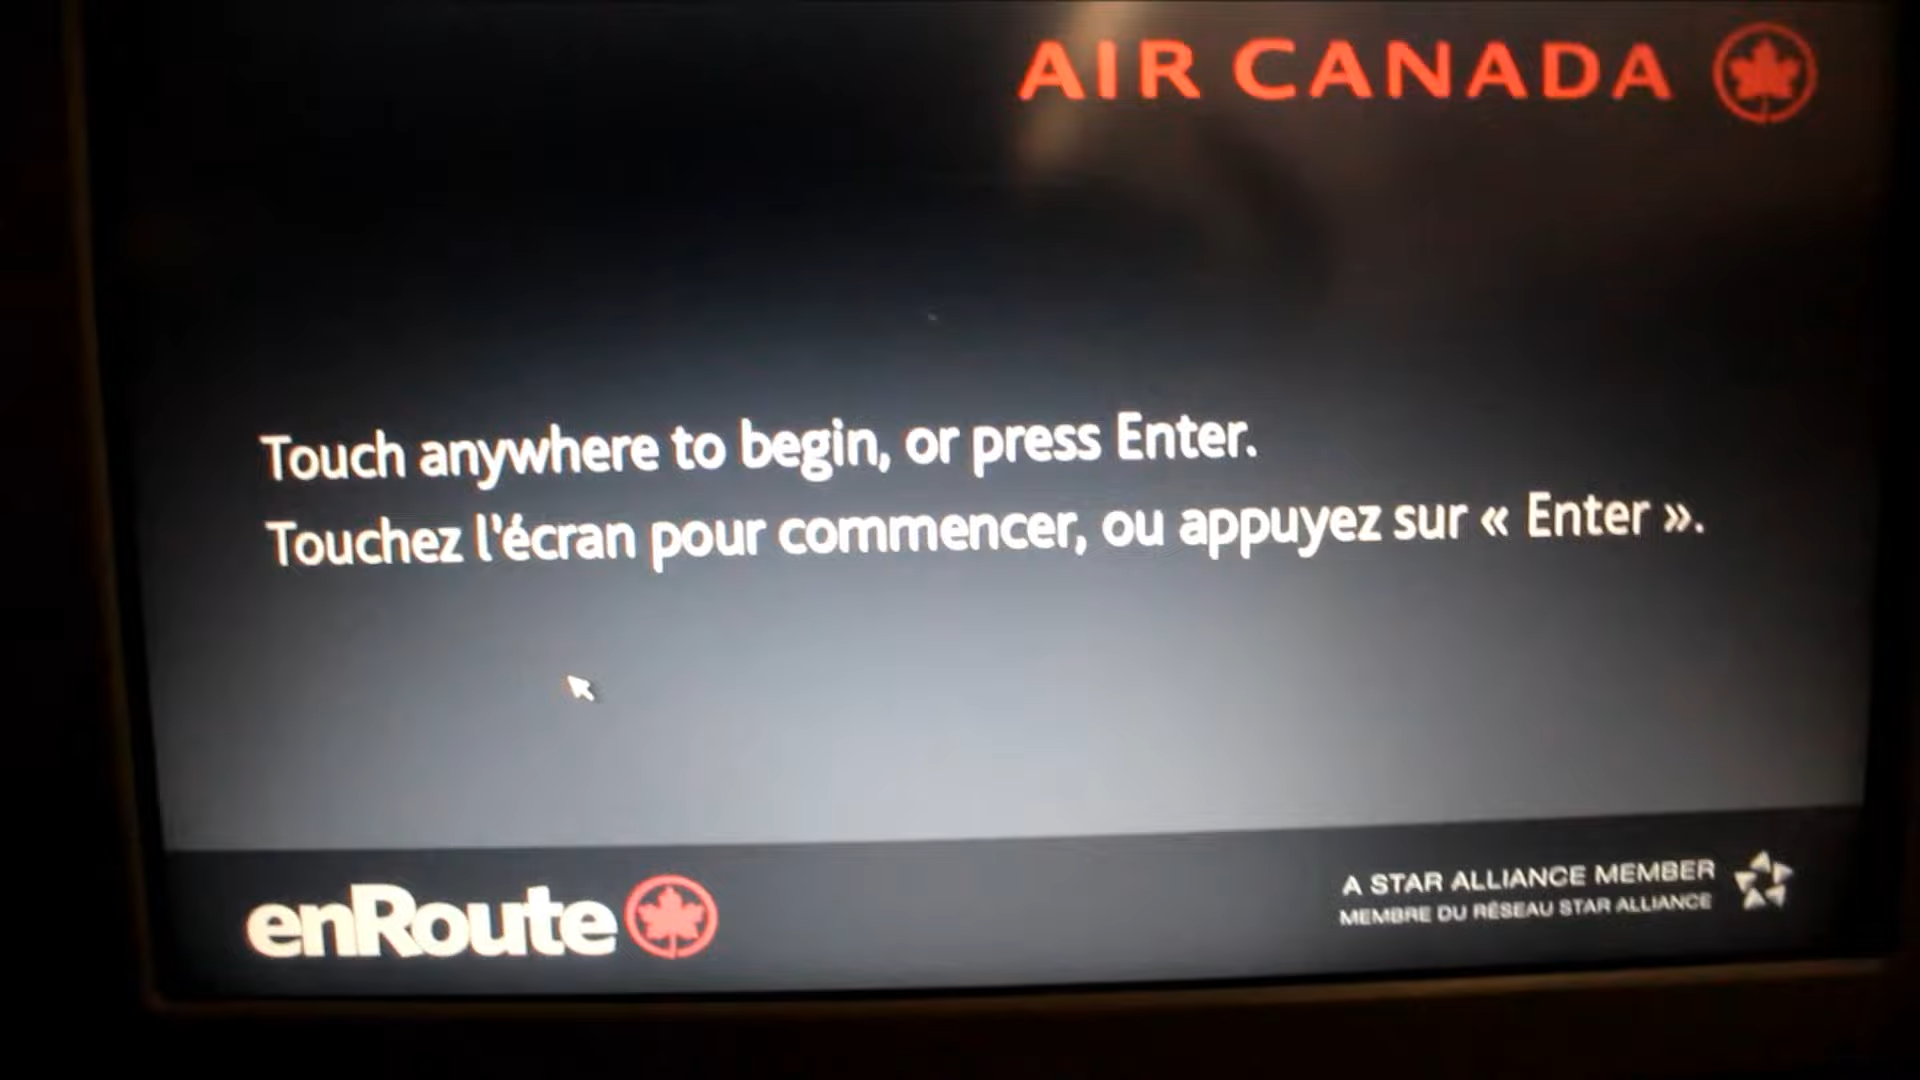 AIR CANADA
Touch anywhere to begin, or press Enter.
Touchez l'écran pour commencer, ou appuyez sur « Enter ».
enRoute
A STAR ALLIANCE MEMBER
MEMBRE DU RÉSEAU STAR ALLIANCE